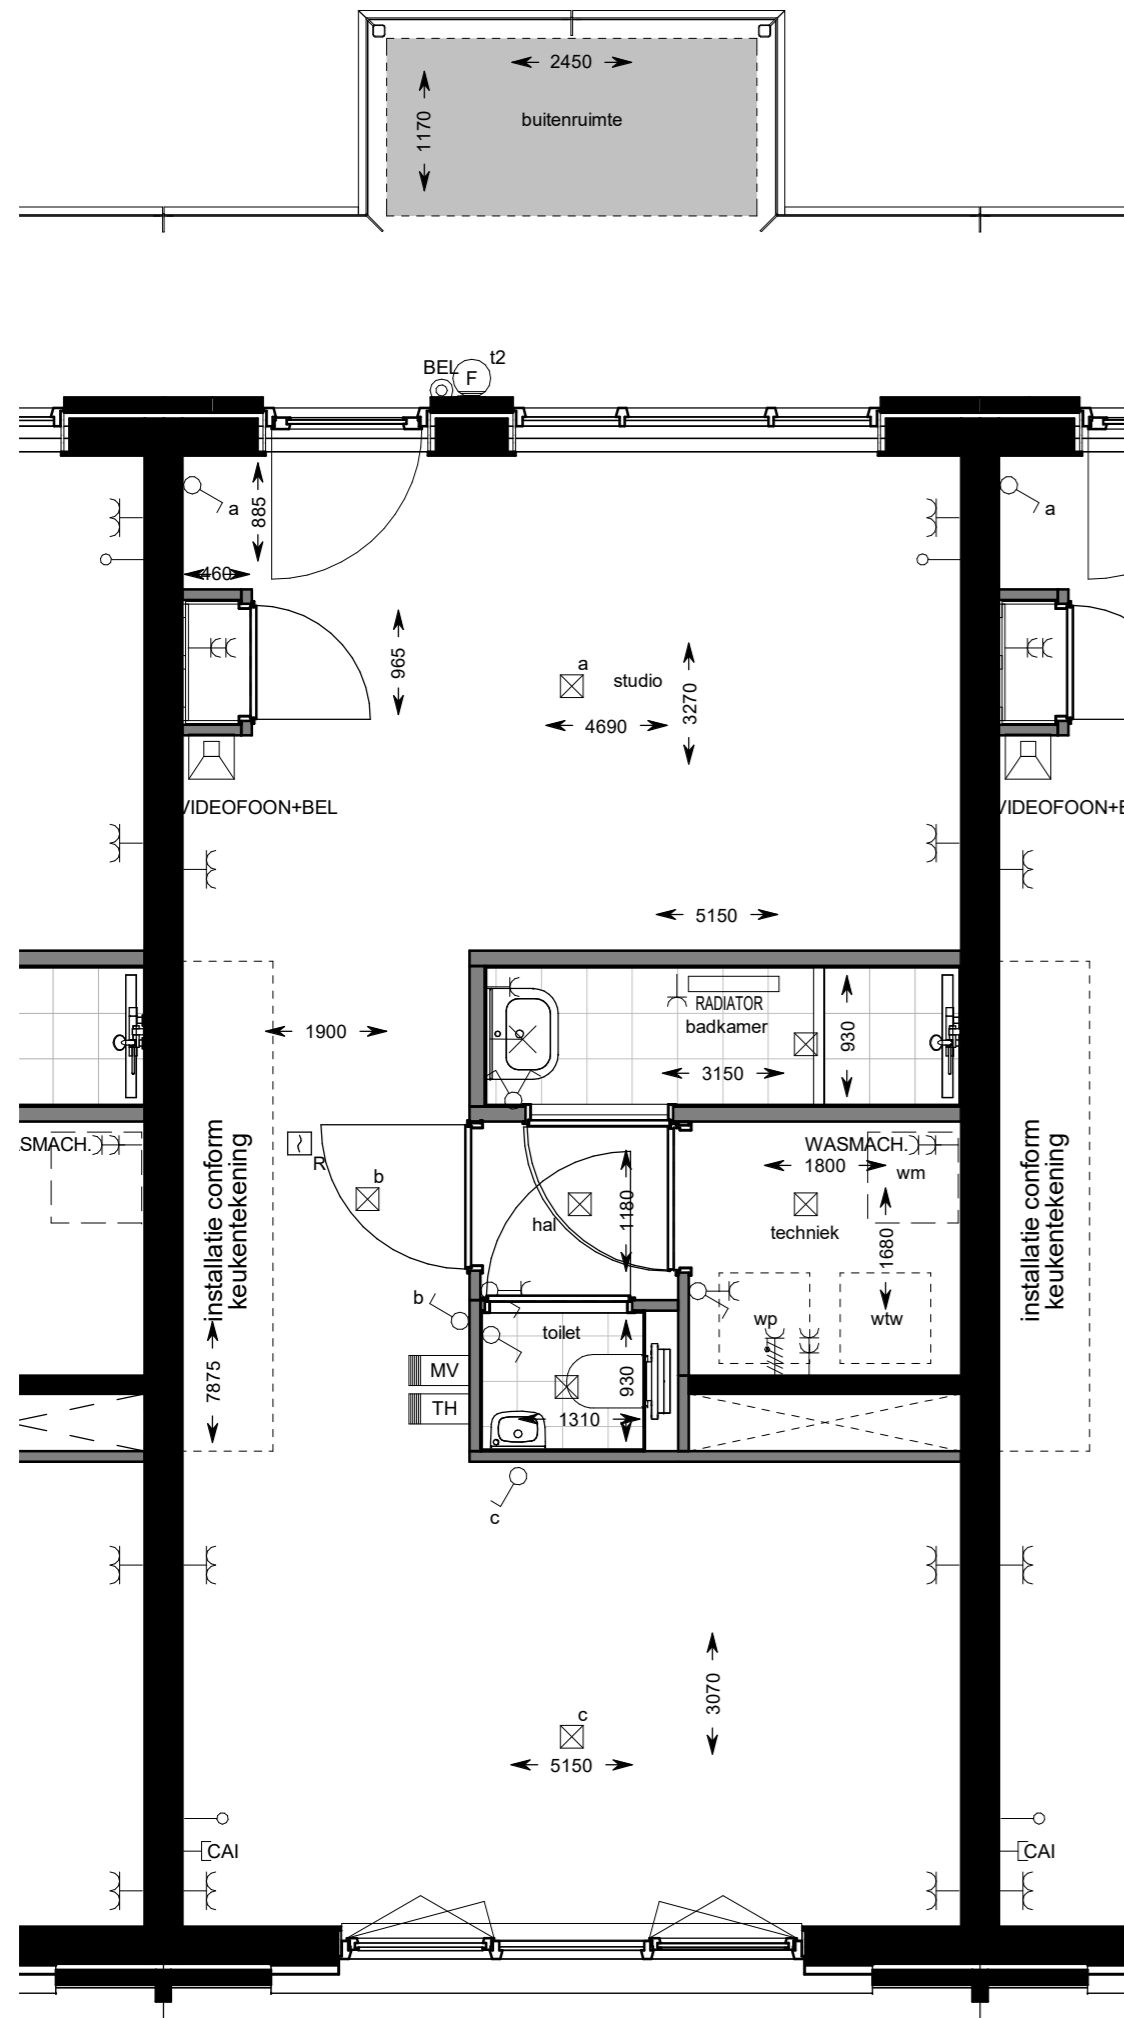 2450
1170
buitenruimte
BEL
F
t2
a
885
a
460
965
a
studio
3270
4690
VIDEOFOON+BEL
VIDEOFOON+B
5150
1900
RADIATOR
badkamer
930
3150
SMACH.
installatie conform
keukentekening
R
b
hal
1180
WASMACH.
1800
wm
techniek
1680
installatie conform
keukentekening
b
toilet
wp
wtw
7875
MV
TH
930
1310
c
3070
c
5150
CAI
CAI